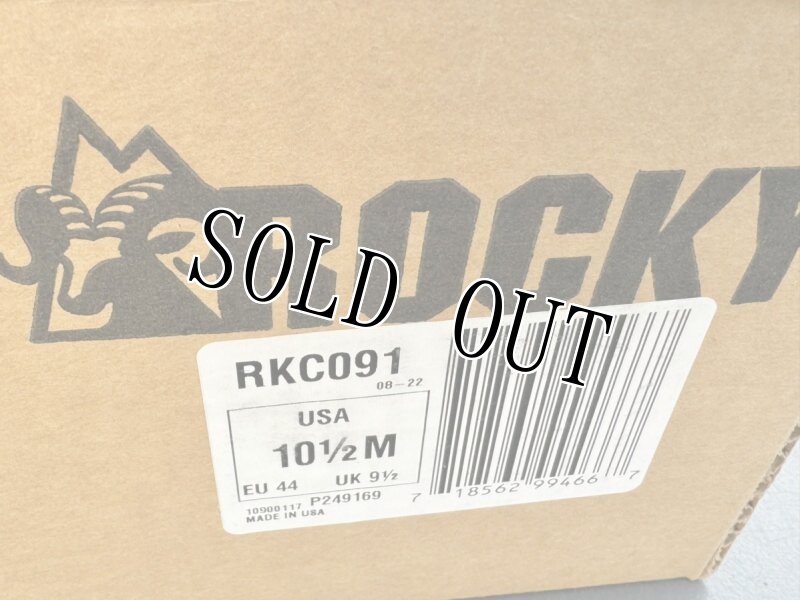 ROCKY
SOLD OUT
RKC091
08-22
USA
10½M
EU 44 UK 9½
10900117 P249169
MADE IN USA
7 18562 99466 7